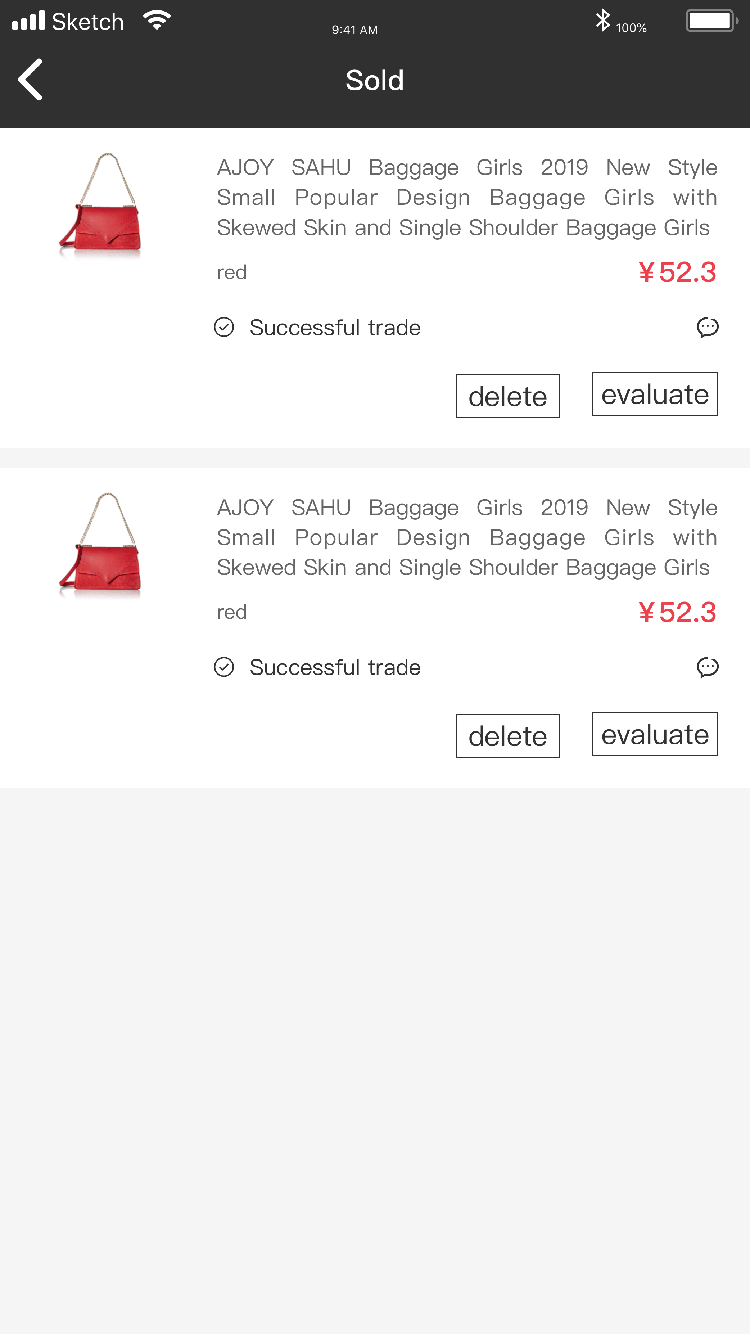 Sketch 9:41 AM 100%
Sold
AJOY SAHU Baggage Girls 2019 New Style
Small Popular Design Baggage Girls with
Skewed Skin and Single Shoulder Baggage Girls
red ¥52.3
Successful trade
delete evaluate
AJOY SAHU Baggage Girls 2019 New Style
Small Popular Design Baggage Girls with
Skewed Skin and Single Shoulder Baggage Girls
red ¥52.3
Successful trade
delete evaluate